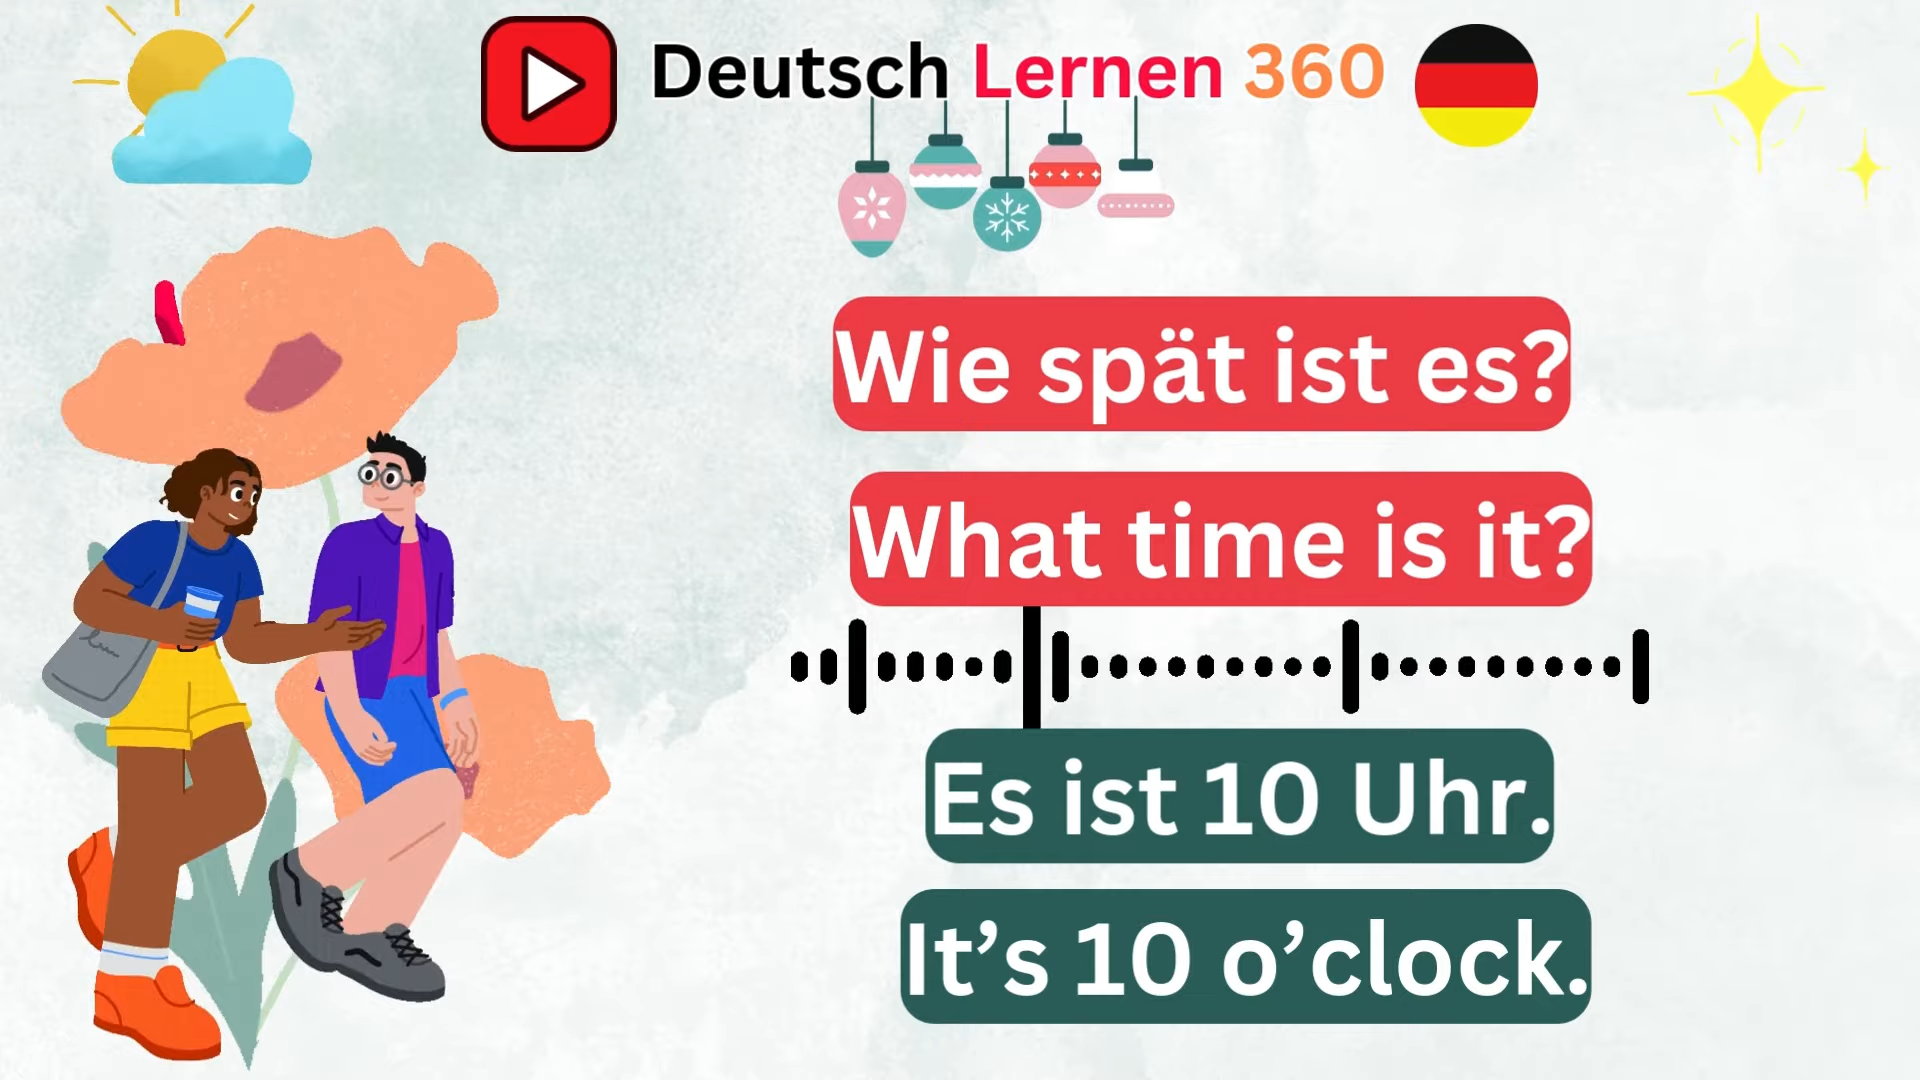 Deutsch Lernen 360
Wie spät ist es?
What time is it?
Es ist 10 Uhr.
It's 10 o'clock.